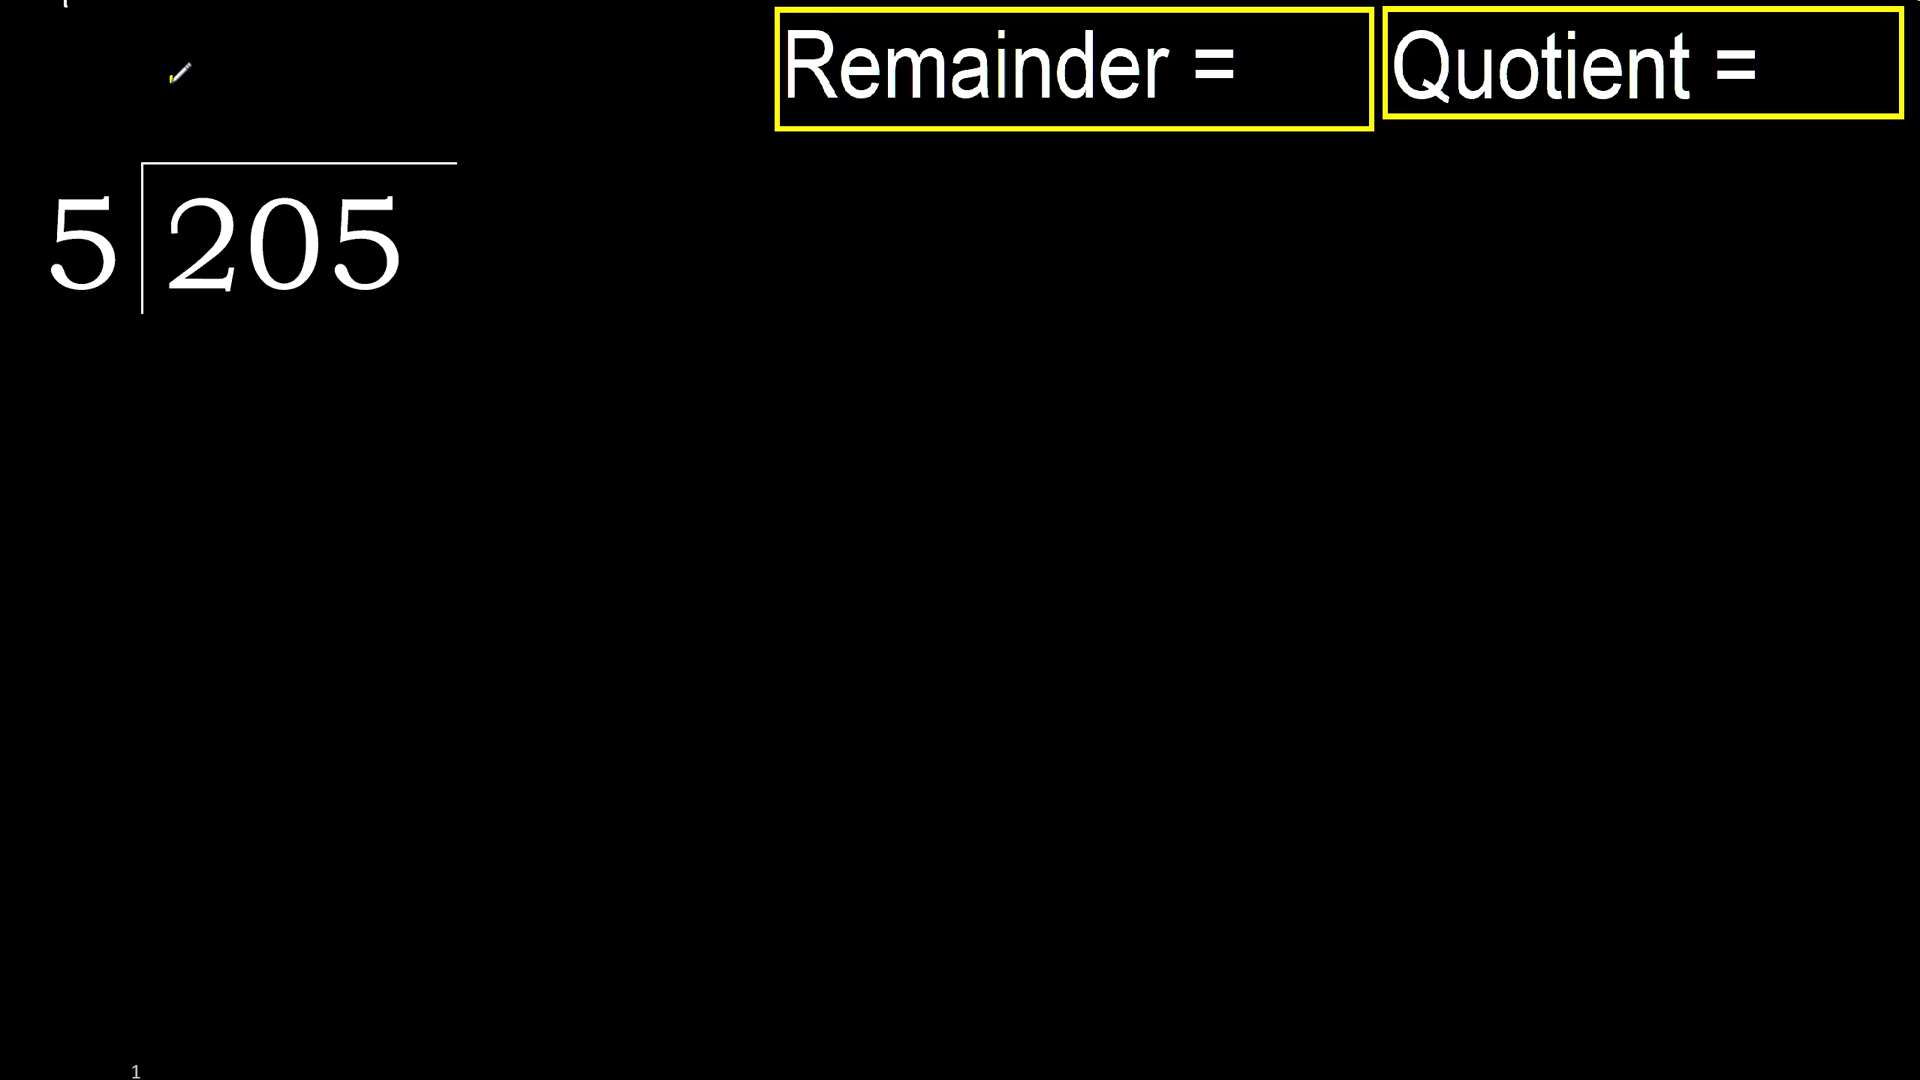 Remainder =
Quotient =
5 205
1